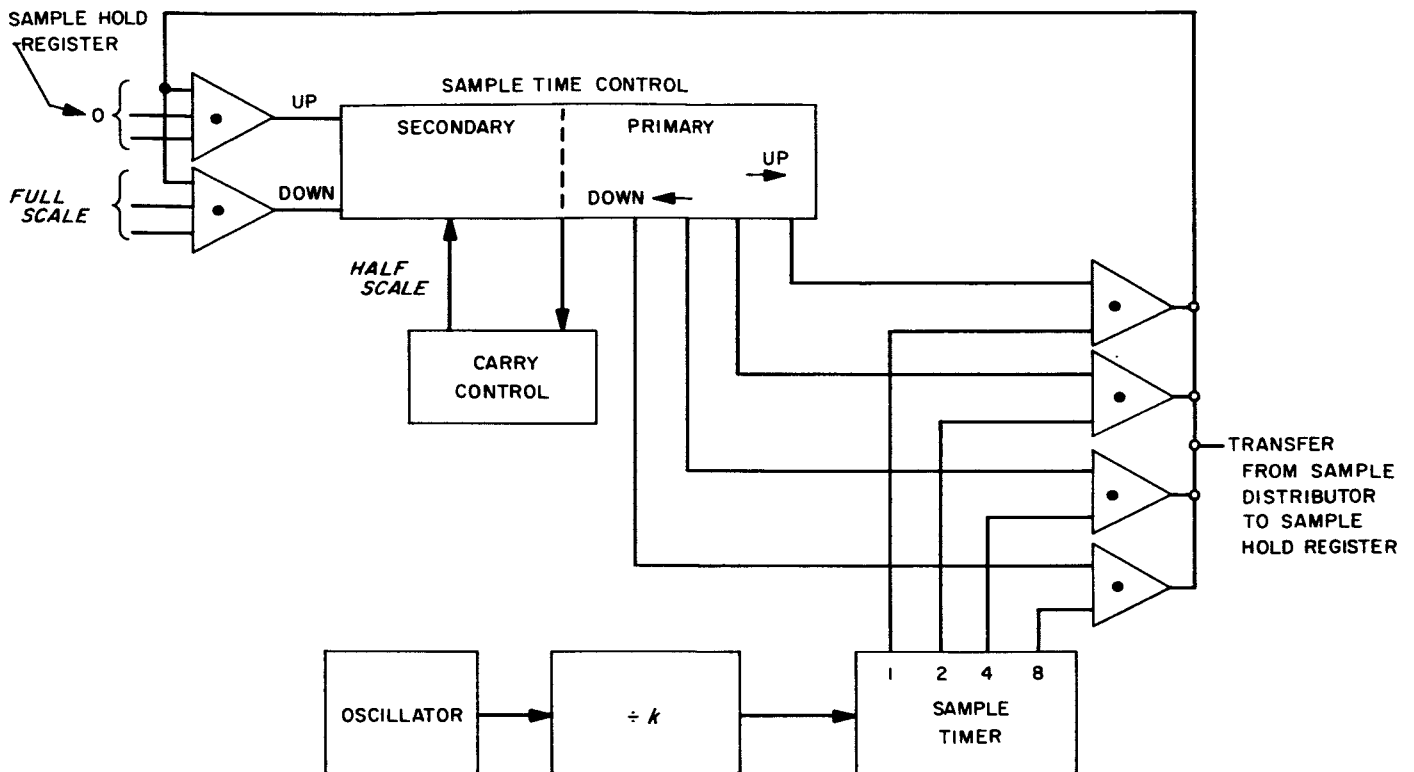 SAMPLE HOLD
REGISTER
0
UP
FULL
SCALE
DOWN
SAMPLE TIME CONTROL
SECONDARY
PRIMARY
UP
DOWN
HALF
SCALE
CARRY
CONTROL
TRANSFER
FROM SAMPLE
DISTRIBUTOR
TO SAMPLE
HOLD REGISTER
OSCILLATOR
÷ k
1 2 4 8
SAMPLE
TIMER